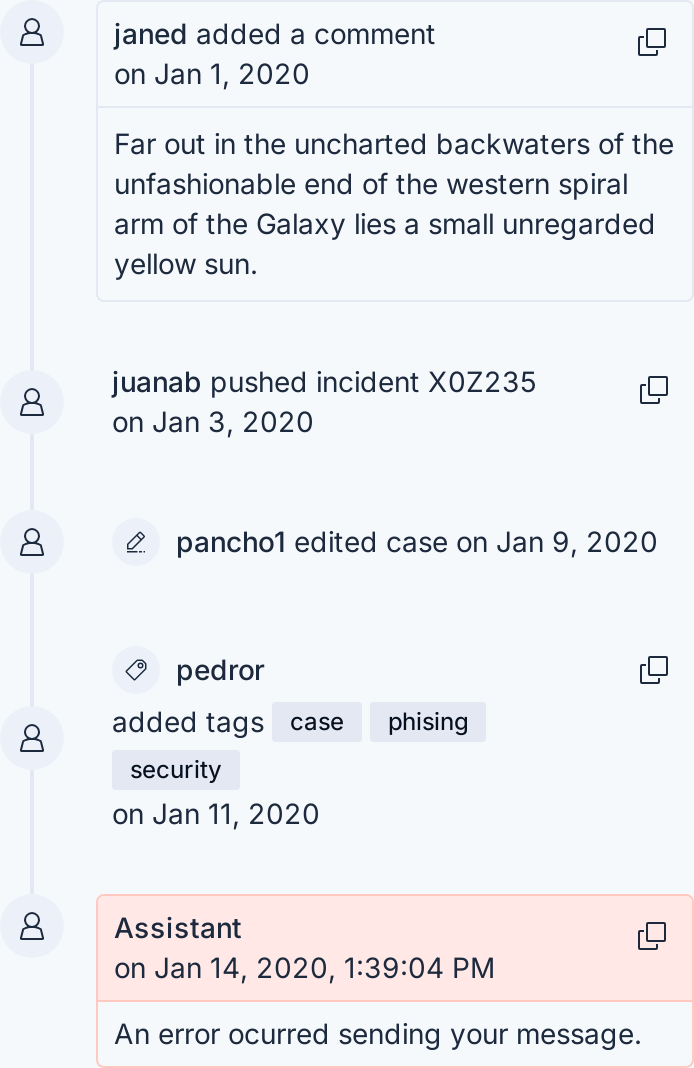 janed added a comment
on Jan 1, 2020
Far out in the uncharted backwaters of the
unfashionable end of the western spiral
arm of the Galaxy lies a small unregarded
yellow sun.
juanab pushed incident X0Z235
on Jan 3, 2020
pancho1 edited case on Jan 9, 2020
pedror
added tags case phising
security
on Jan 11, 2020
Assistant
on Jan 14, 2020, 1:39:04 PM
An error ocurred sending your message.